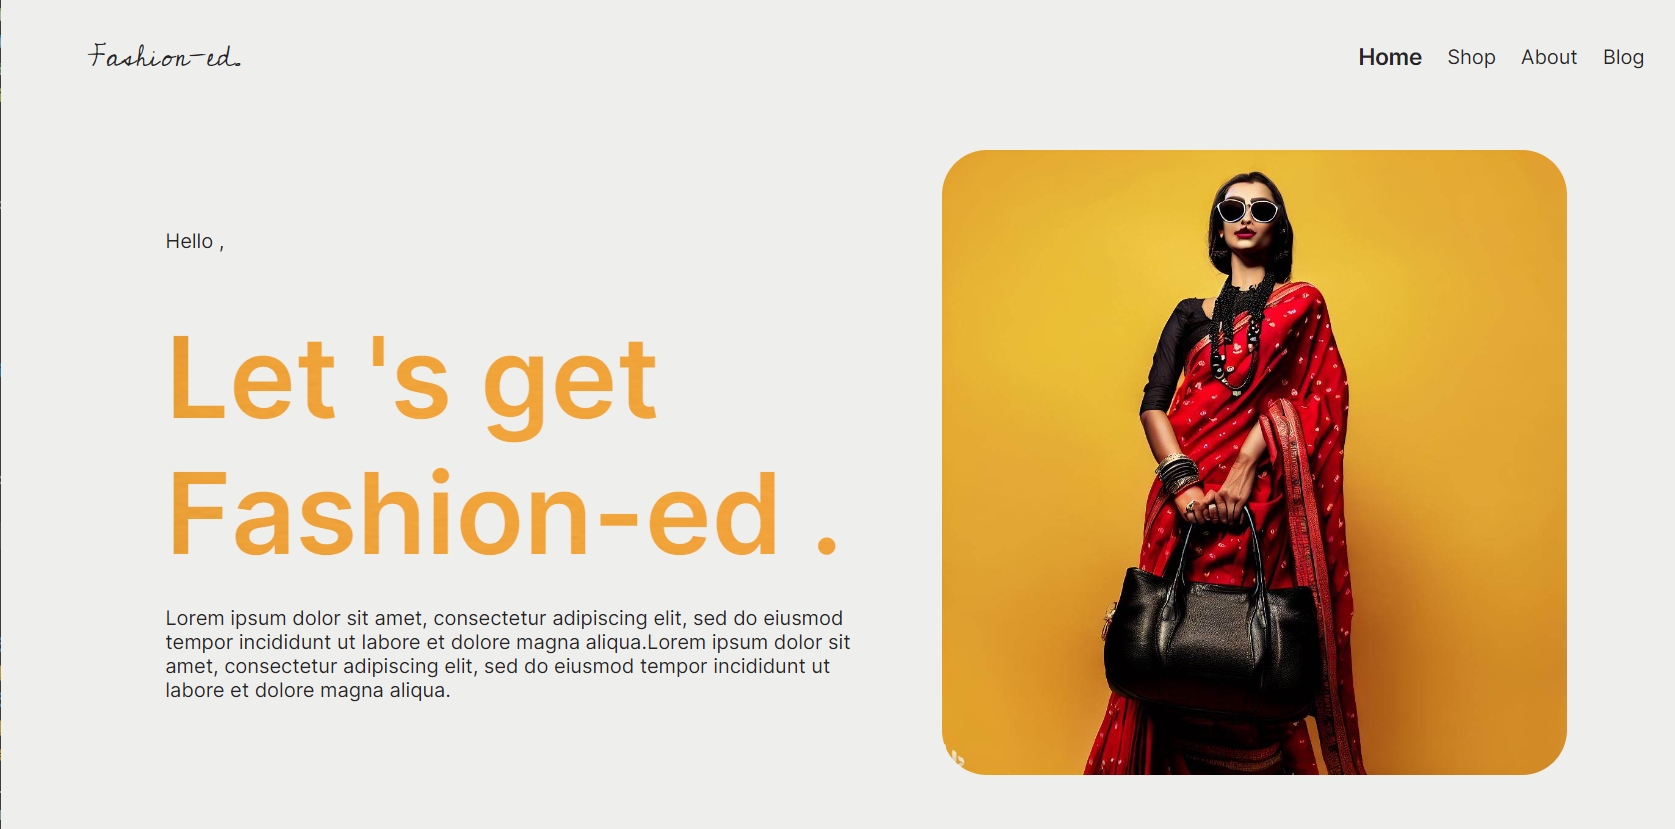 Fashion-ed.
Home Shop About Blog
Hello ,
Let 's get
Fashion-ed .
Lorem ipsum dolor sit amet, consectetur adipiscing elit, sed do eiusmod
tempor incididunt ut labore et dolore magna aliqua.Lorem ipsum dolor sit
amet, consectetur adipiscing elit, sed do eiusmod tempor incididunt ut
labore et dolore magna aliqua.